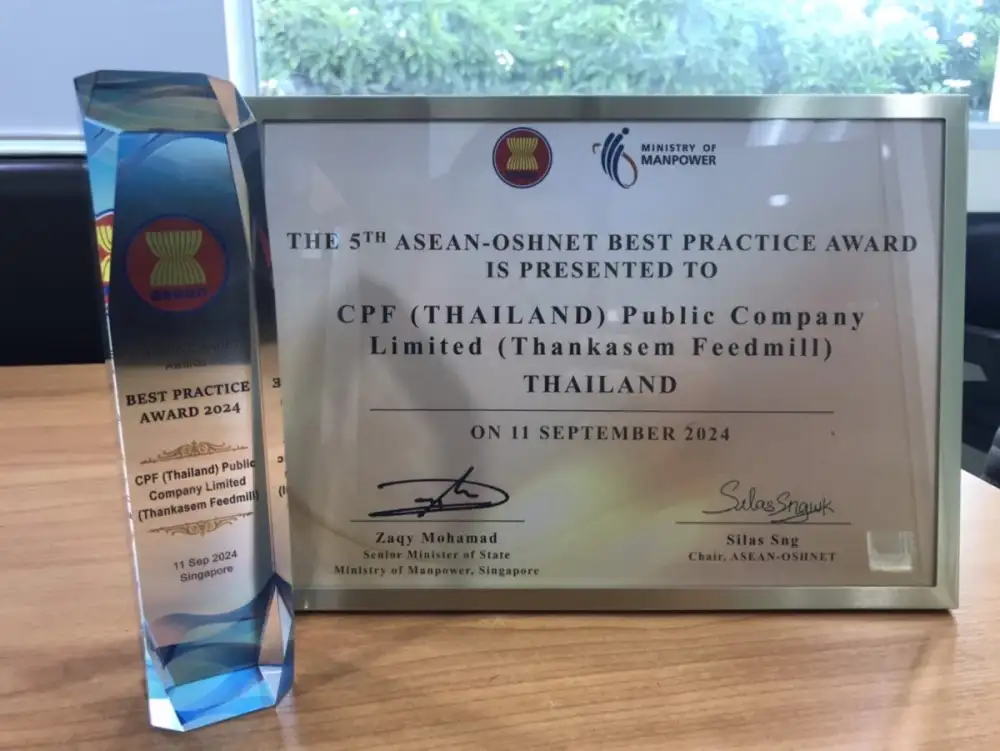 BEST PRACTICE
AWARD 2024
CPF (Thailand) Public
Company Limited
(Thankasem Feedmill)
11 Sep 2024
Singapore
MINISTRY OF
MANPOWER
THE 5TH ASEAN-OSHNET BEST PRACTICE AWARD
IS PRESENTED TO
CPF (THAILAND) Public Company
Limited (Thankasem Feedmill)
THAILAND
ON 11 SEPTEMBER 2024
SilasSngwk
Zaqy Mohamad
Senior Minister of State
Ministry of Manpower, Singapore
Silas Sng
Chair, ASEAN-OSHNET